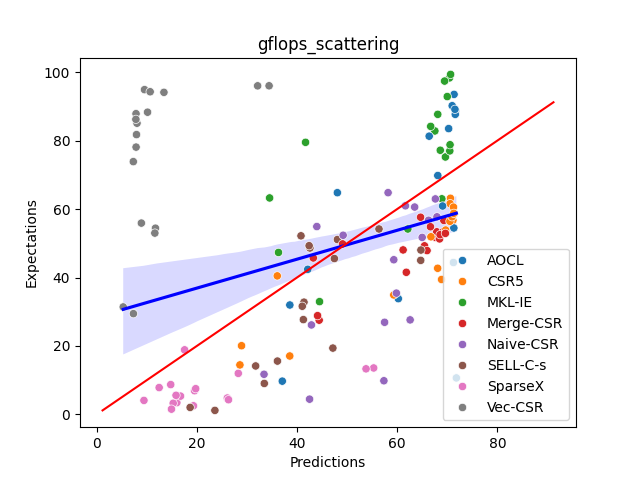 gflops_scattering
Expectations
100
80
60
40
20
0
0 20 40 60 80
Predictions
AOCL
CSR5
MKL-IE
Merge-CSR
Naive-CSR
SELL-C-s
SparseX
Vec-CSR